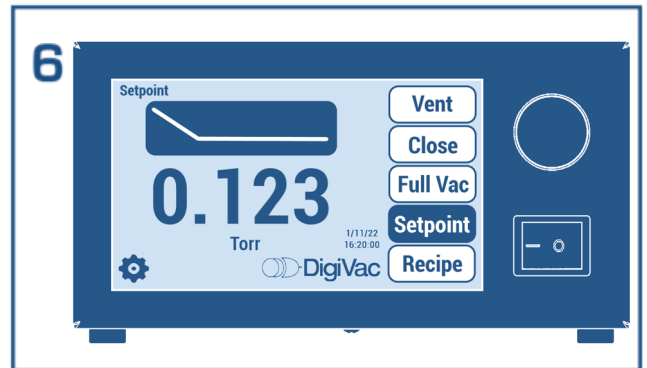 6
Setpoint
0.123
Torr
1/11/22
16:20:00
DigiVac
Vent
Close
Full Vac
Setpoint
Recipe